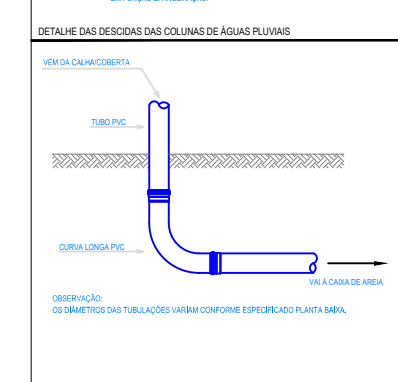 DETALHE DAS DESCIDAS DAS COLUNAS DE ÁGUAS PLUVIAIS
VEM DA CALHA/COBERTA
TUBO PVC
CURVA LONGA PVC
VAI À CAIXA DE AREIA
OBSERVAÇÃO:
OS DIÂMETROS DAS TUBULAÇÕES VARIAM CONFORME ESPECÍFICADO PLANTA BAIXA.